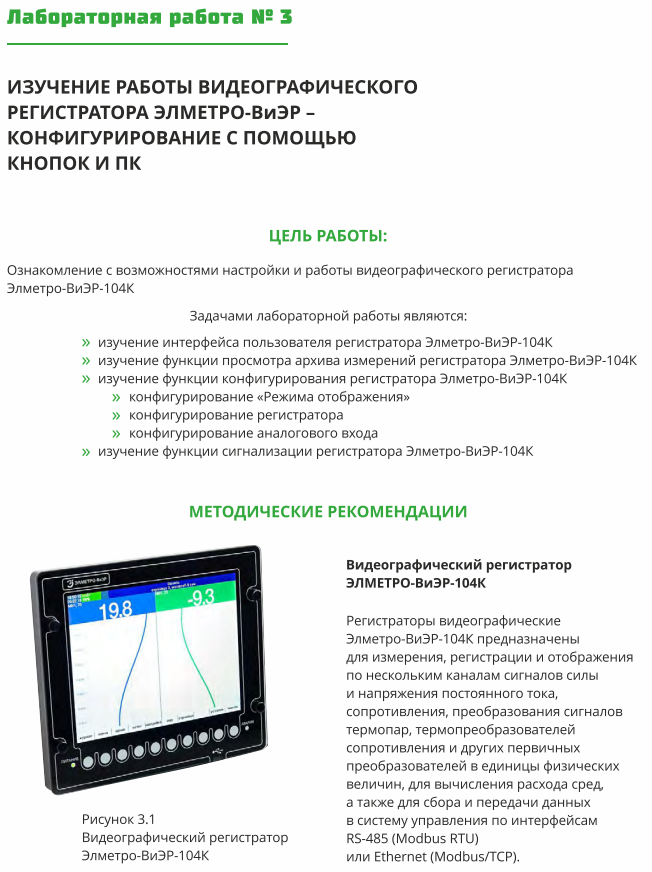 Лабораторная работа № 3
ИЗУЧЕНИЕ РАБОТЫ ВИДЕОГРАФИЧЕСКОГО
РЕГИСТРАТОРА ЭЛМЕТРО-ВиЭР –
КОНФИГУРИРОВАНИЕ С ПОМОЩЬЮ
КНОПОК И ПК
ЦЕЛЬ РАБОТЫ:
Ознакомление с возможностями настройки и работы видеографического регистратора
Элметро-ВиЭР-104К
Задачами лабораторной работы являются:
» изучение интерфейса пользователя регистратора Элметро-ВиЭР-104К
» изучение функции просмотра архива измерений регистратора Элметро-ВиЭР-104К
» изучение функции конфигурирования регистратора Элметро-ВиЭР-104К
» конфигурирование «Режима отображения»
» конфигурирование регистратора
» конфигурирование аналогового входа
» изучение функции сигнализации регистратора Элметро-ВиЭР-104К
МЕТОДИЧЕСКИЕ РЕКОМЕНДАЦИИ
ЭЛМЕТРО-ВиЭР
19.8
-9.3
Рисунок 3.1
Видеографический регистратор
Элметро-ВиЭР-104К
Видеографический регистратор
ЭЛМЕТРО-ВиЭР-104К
Регистраторы видеографические
Элметро-ВиЭР-104К предназначены
для измерения, регистрации и отображения
по нескольким каналам сигналов силы
и напряжения постоянного тока,
сопротивления, преобразования сигналов
термопар, термопреобразователей
сопротивления и других первичных
преобразователей в единицы физических
величин, для вычисления расхода сред,
а также для сбора и передачи данных
в систему управления по интерфейсам
RS-485 (Modbus RTU)
или Ethernet (Modbus/TCP).